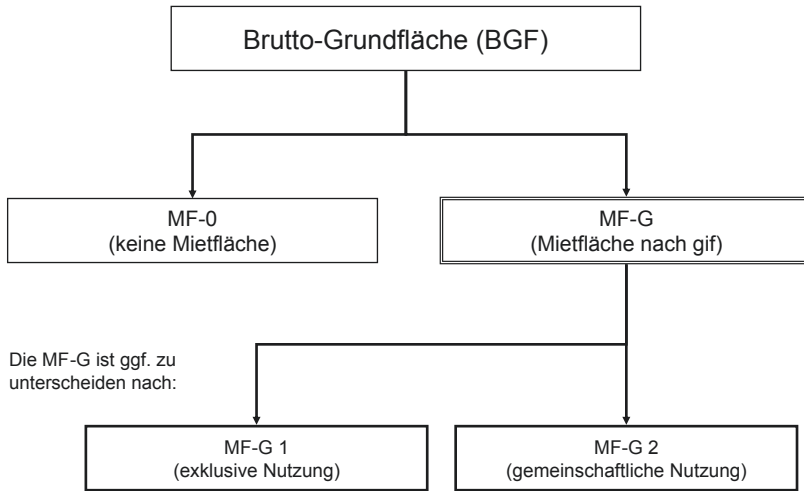 Brutto-Grundfläche (BGF)
MF-0
(keine Mietfläche)
MF-G
(Mietfläche nach gif)
Die MF-G ist ggf. zu
unterscheiden nach:
MF-G 1
(exklusive Nutzung)
MF-G 2
(gemeinschaftliche Nutzung)